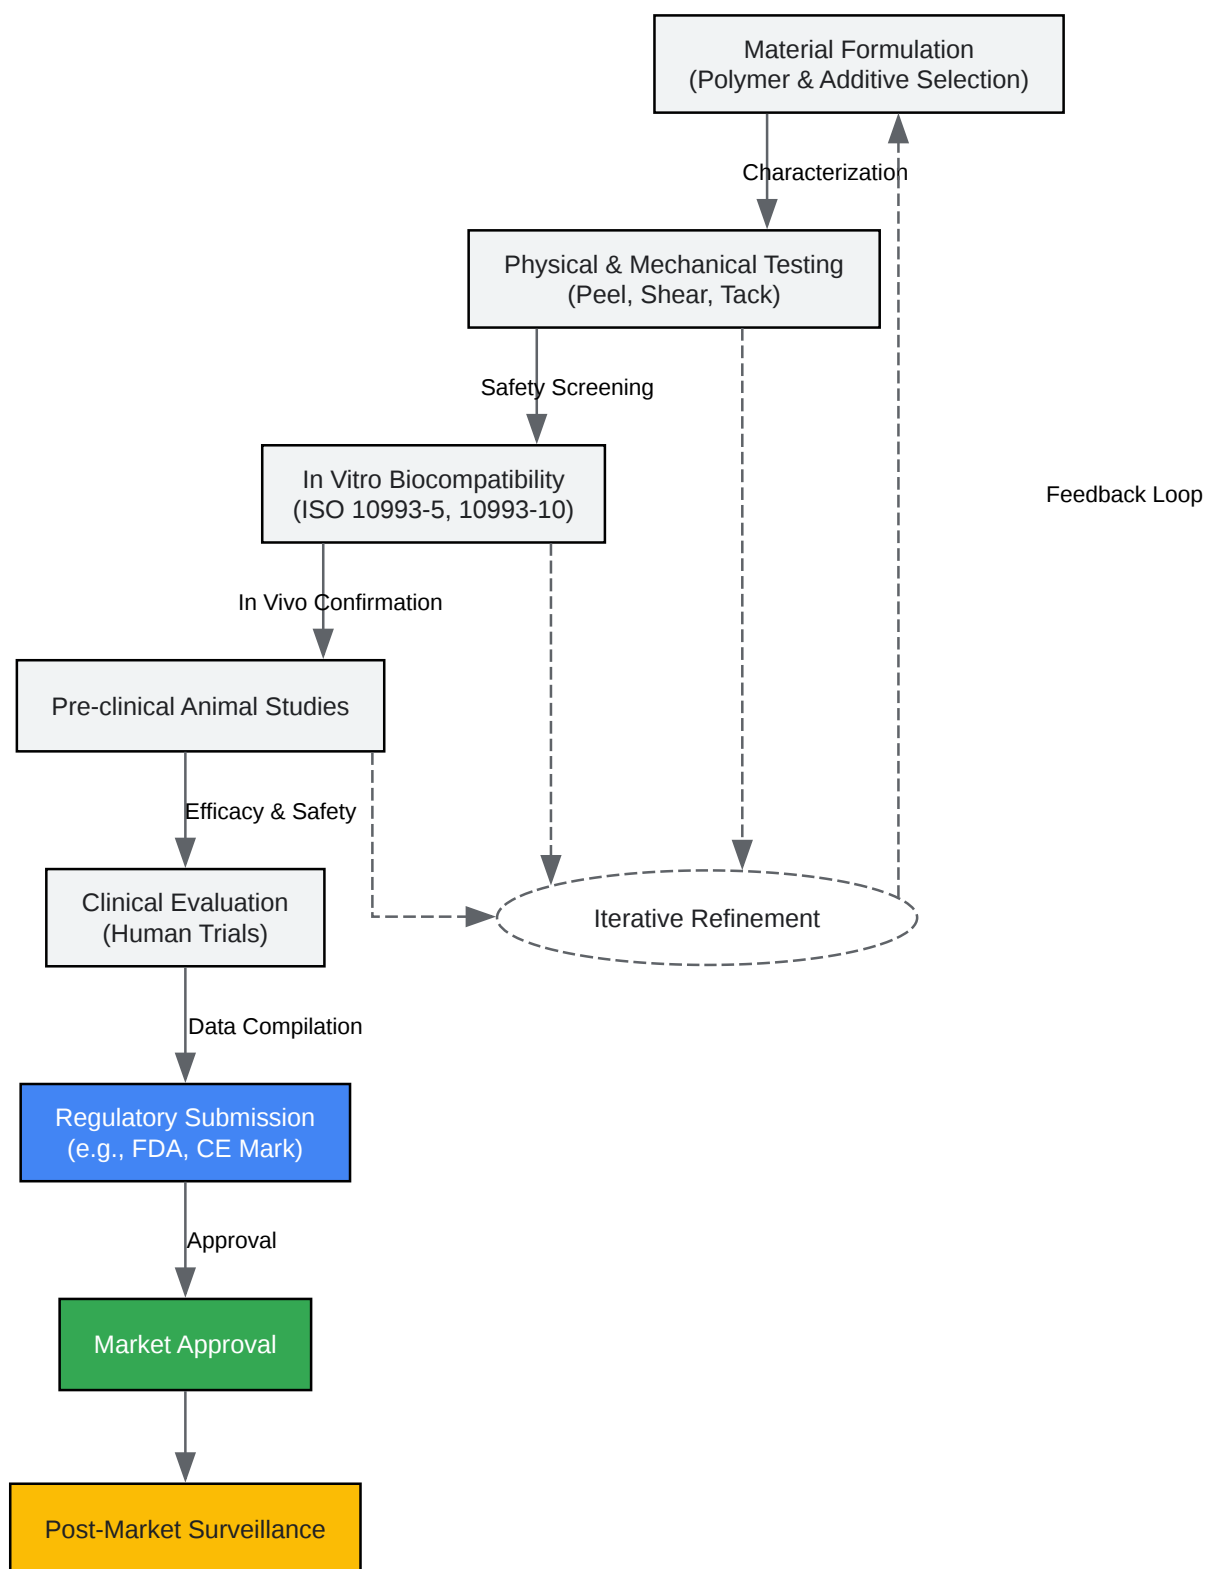 Material Formulation
(Polymer & Additive Selection)
Characterization
Physical & Mechanical Testing
(Peel, Shear, Tack)
Safety Screening
In Vitro Biocompatibility
(ISO 10993-5, 10993-10)
Feedback Loop
In Vivo Confirmation
Pre-clinical Animal Studies
Efficacy & Safety
Clinical Evaluation
(Human Trials)
Iterative Refinement
Data Compilation
Regulatory Submission
(e.g., FDA, CE Mark)
Approval
Market Approval
Post-Market Surveillance